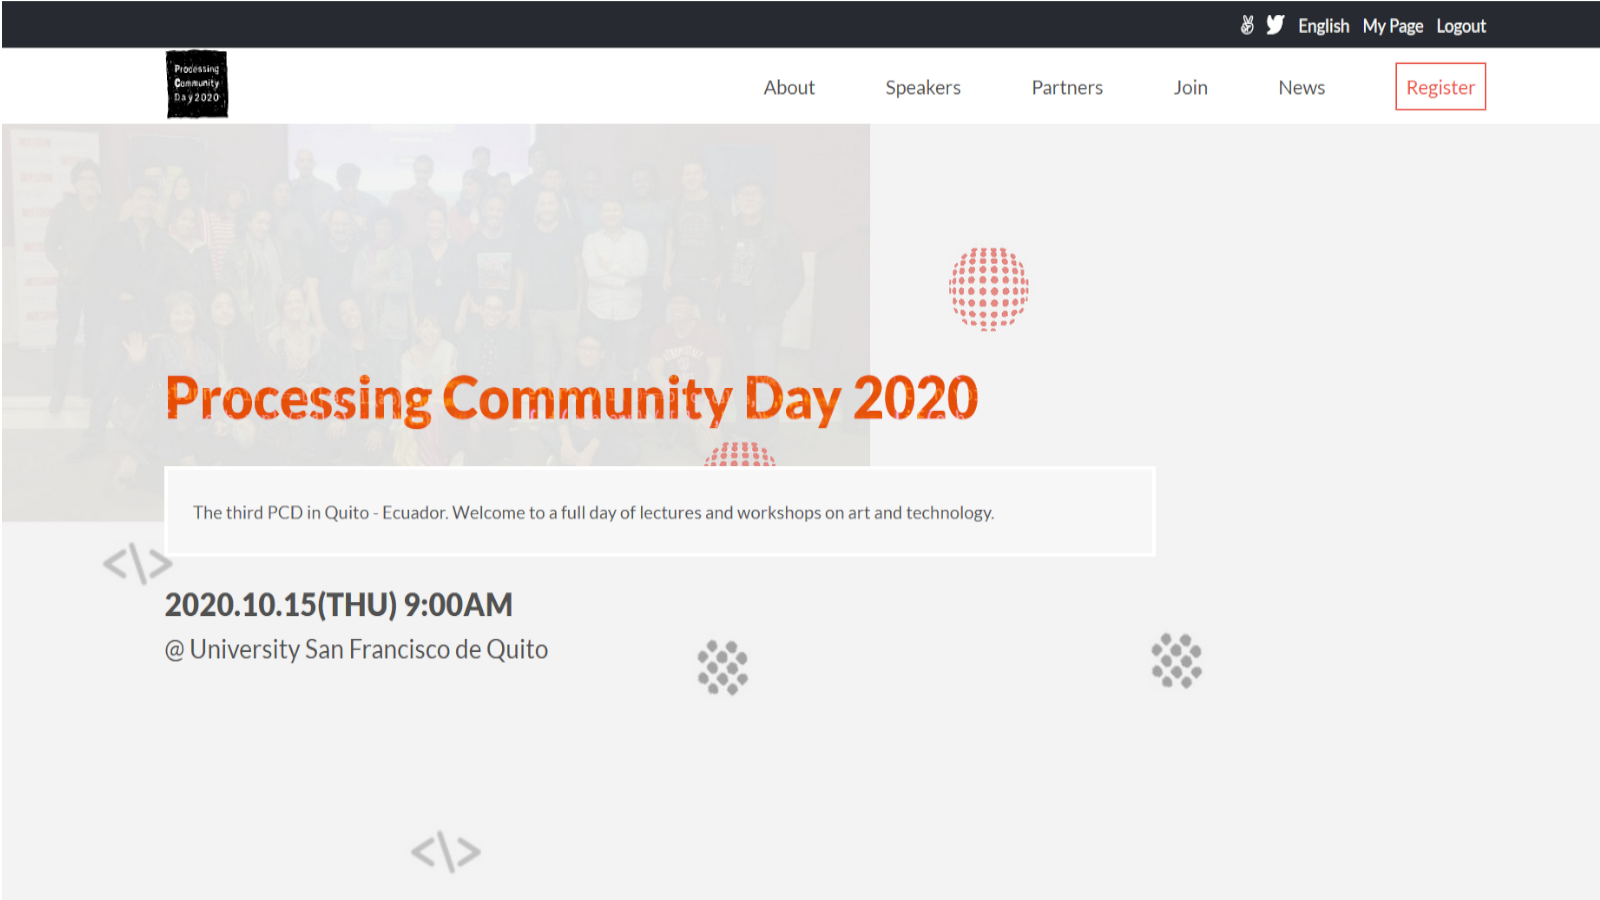 English My Page Logout
Processing
Community
Day2020
About Speakers Partners Join News Register
Processing Community Day 2020
The third PCD in Quito - Ecuador. Welcome to a full day of lectures and workshops on art and technology.
</>
2020.10.15(THU) 9:00AM
@ University San Francisco de Quito
</>